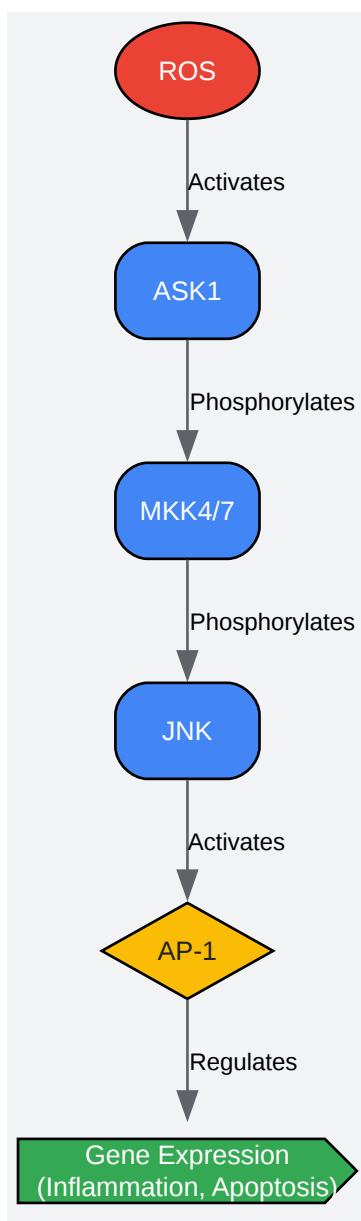 ROS
Activates
ASK1
Phosphorylates
MKK4/7
Phosphorylates
JNK
Activates
AP-1
Regulates
Gene Expression
(Inflammation, Apoptosis)